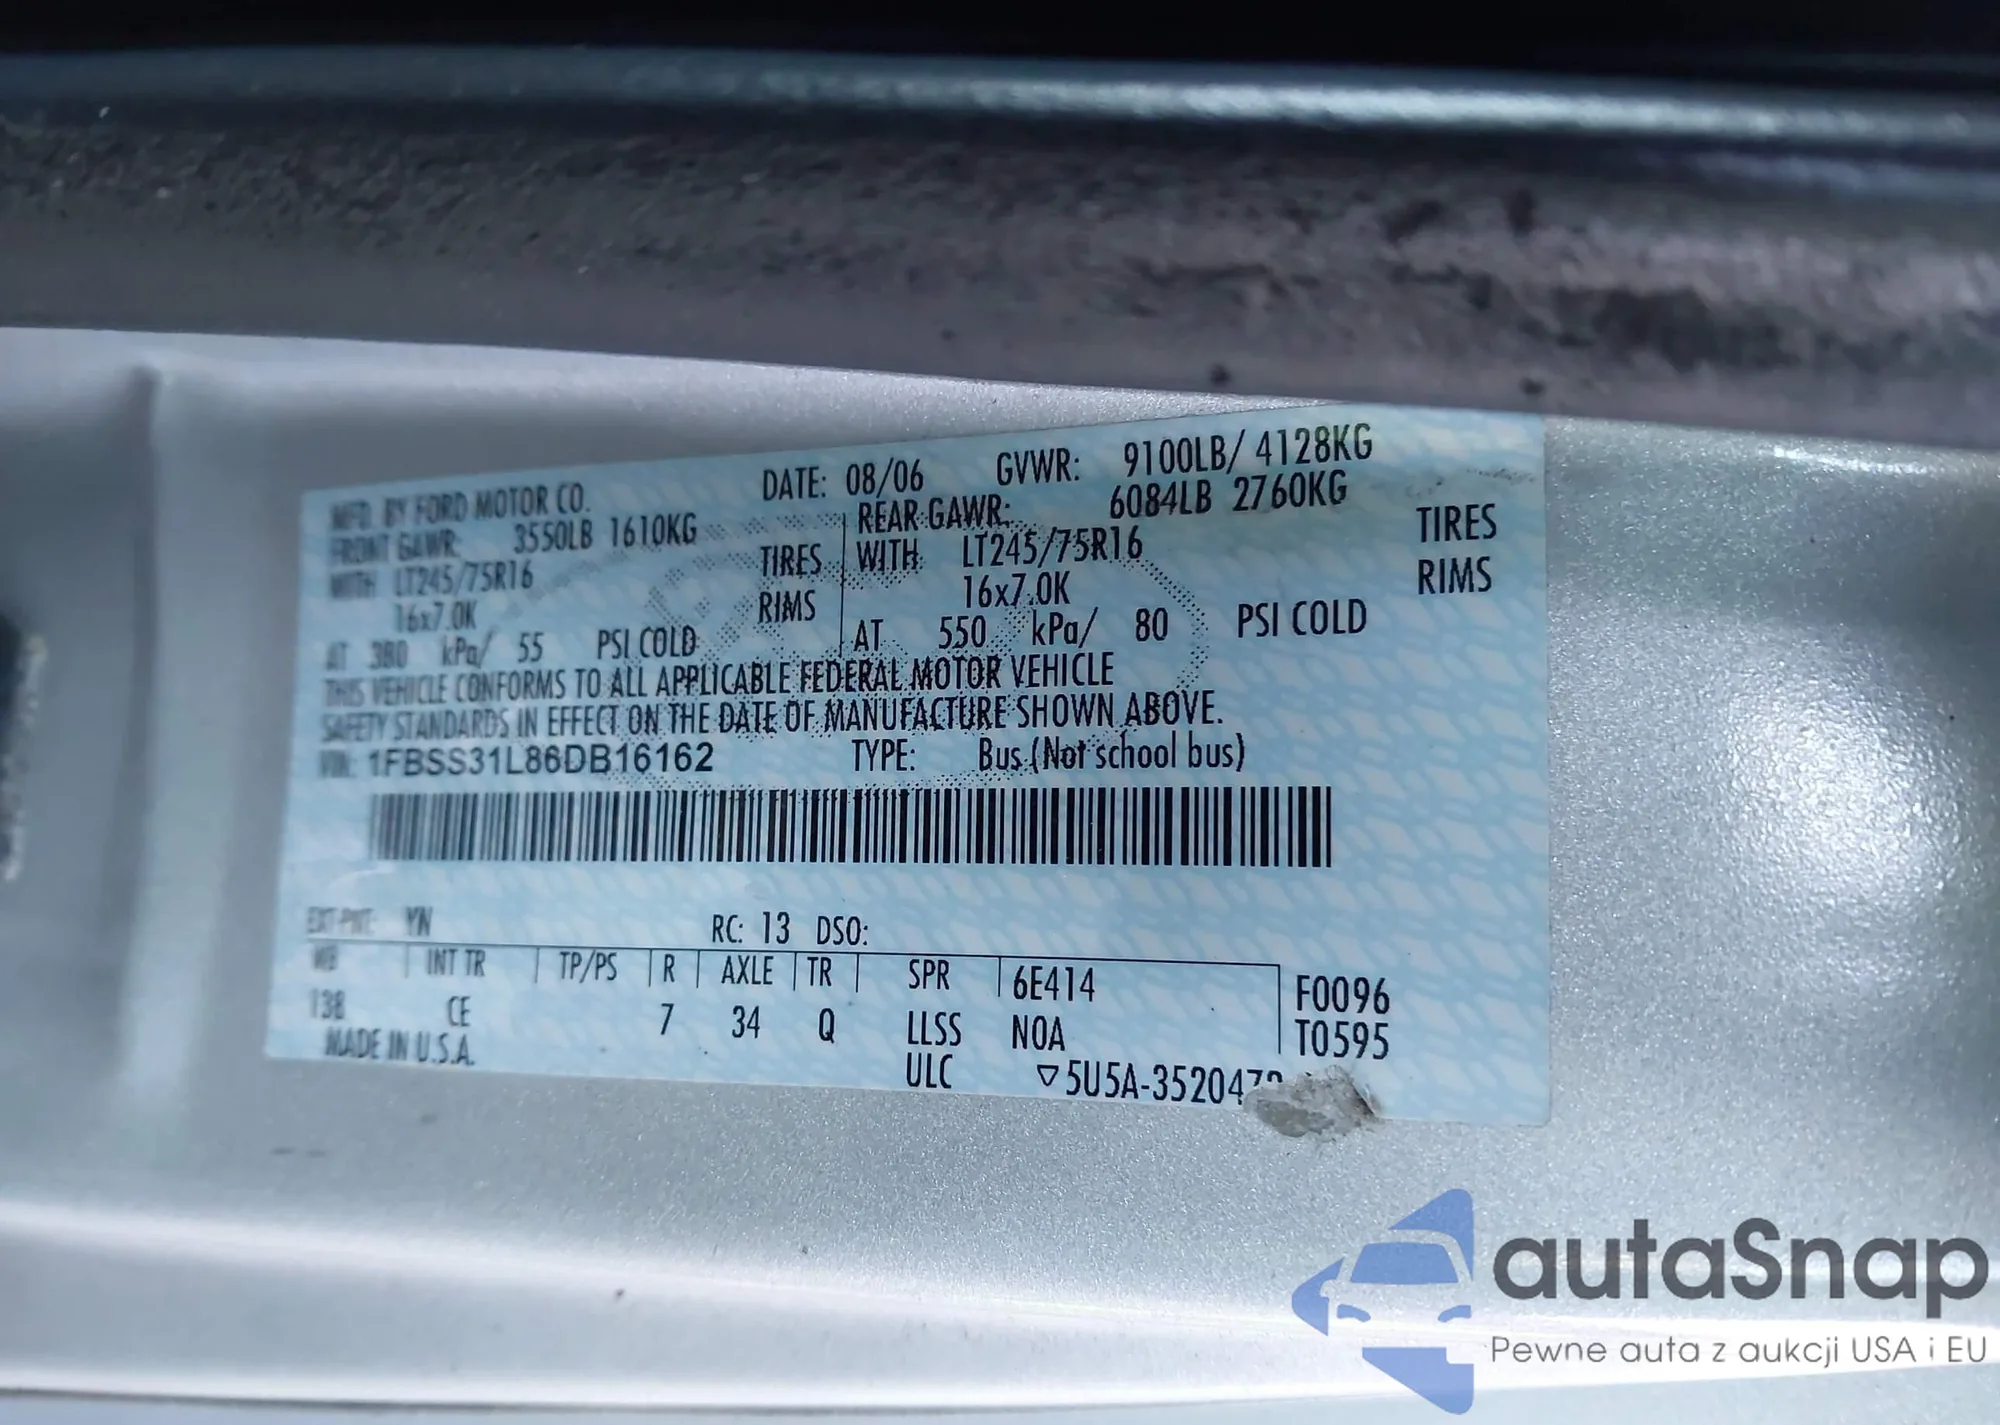 MFD. BY FORD MOTOR CO. DATE: 08/06 GVWR: 9100LB/ 4128KG
FRONT GAWR: 3550LB 1610KG REAR GAWR: 6084LB 2760KG
WITH LT245/75R16 TIRES WITH LT245/75R16 TIRES
16x7.0K RIMS 16x7.0K RIMS
AT 380 kPa/ 55 PSI COLD AT 550 kPa/ 80 PSI COLD
THIS VEHICLE CONFORMS TO ALL APPLICABLE FEDERAL MOTOR VEHICLE
SAFETY STANDARDS IN EFFECT ON THE DATE OF MANUFACTURE SHOWN ABOVE.
VIN: 1FBSS31L86DB16162 TYPE: Bus (Not school bus)
EXT PNT: YN RC: 13 DSO:
WB INT TR TP/PS R AXLE TR SPR 6E414 F0096
138 CE 7 34 Q LLSS NOA T0595
MADE IN U.S.A. ULC ▽5U5A-3520472
autaSnap
Pewne auta z aukcji USA i EU